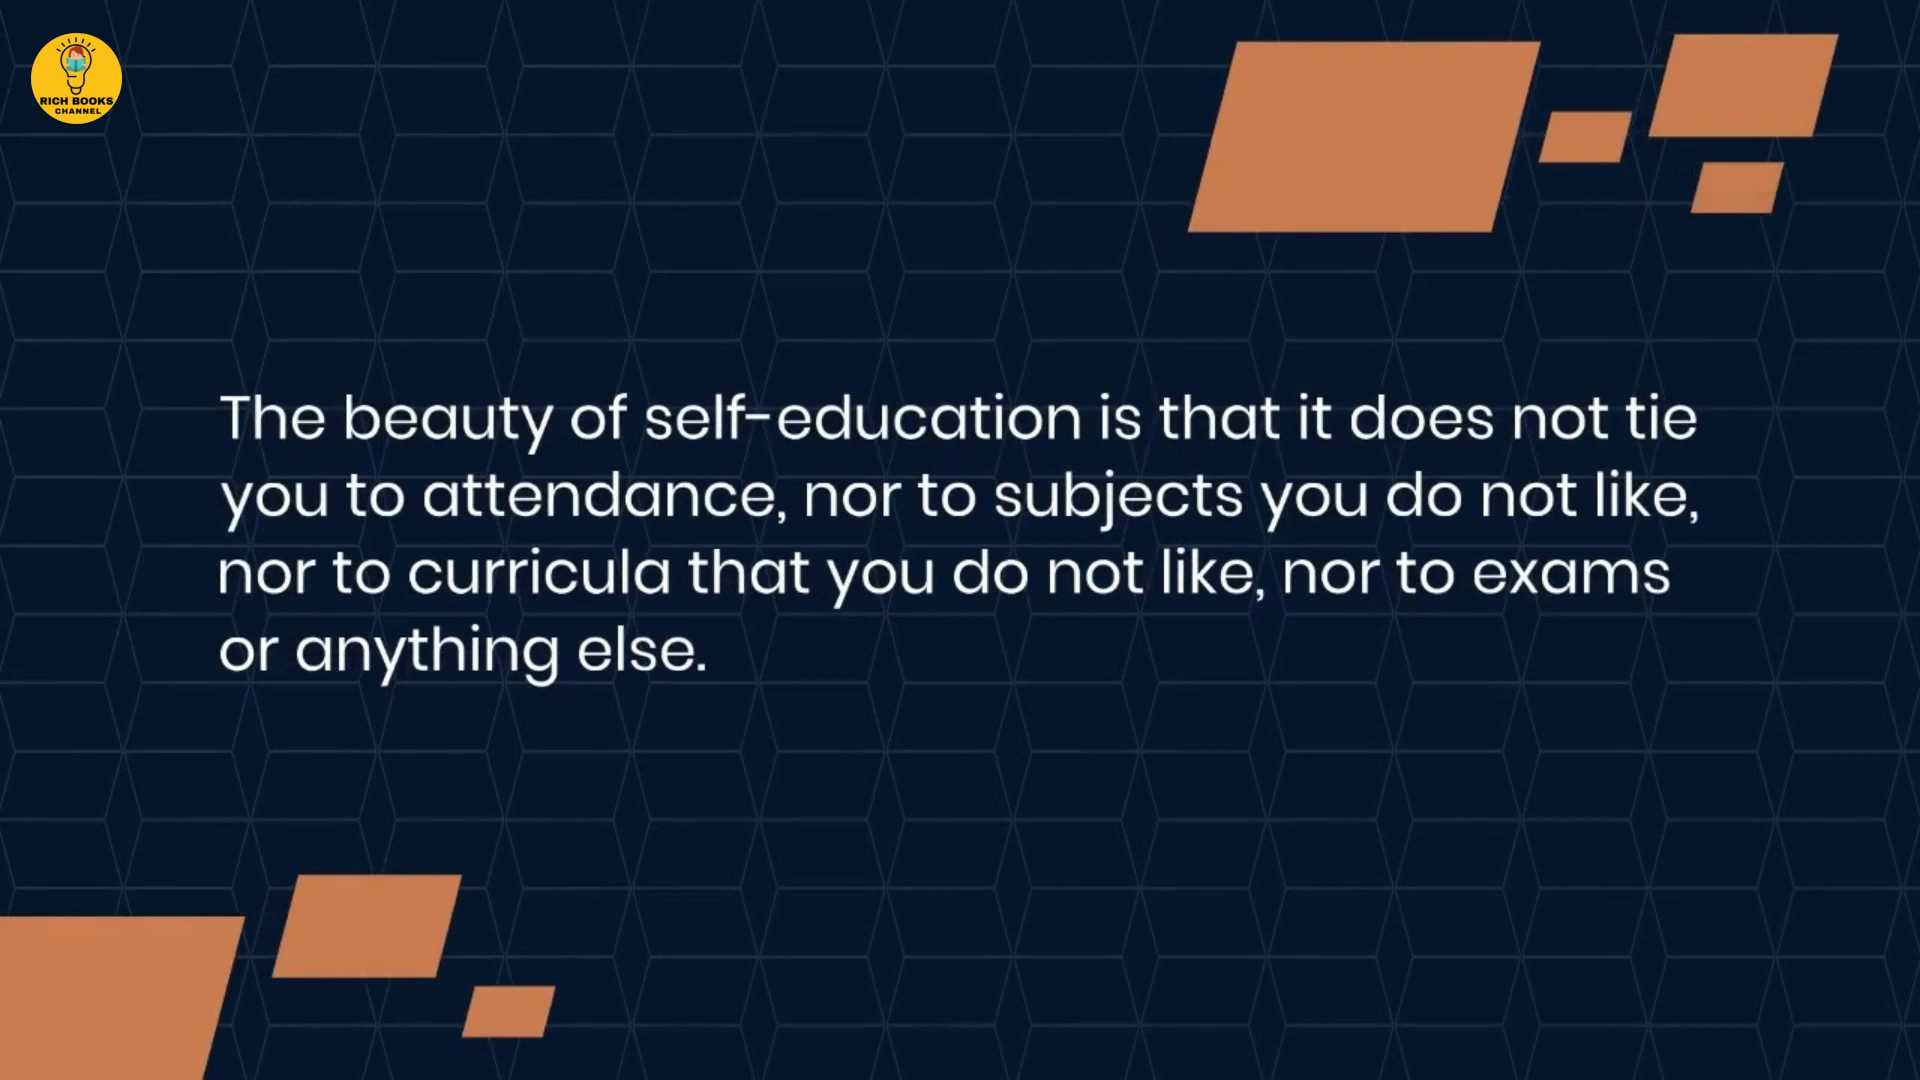 RICH BOOKS
CHANNEL
The beauty of self-education is that it does not tie
you to attendance, nor to subjects you do not like,
nor to curricula that you do not like, nor to exams
or anything else.